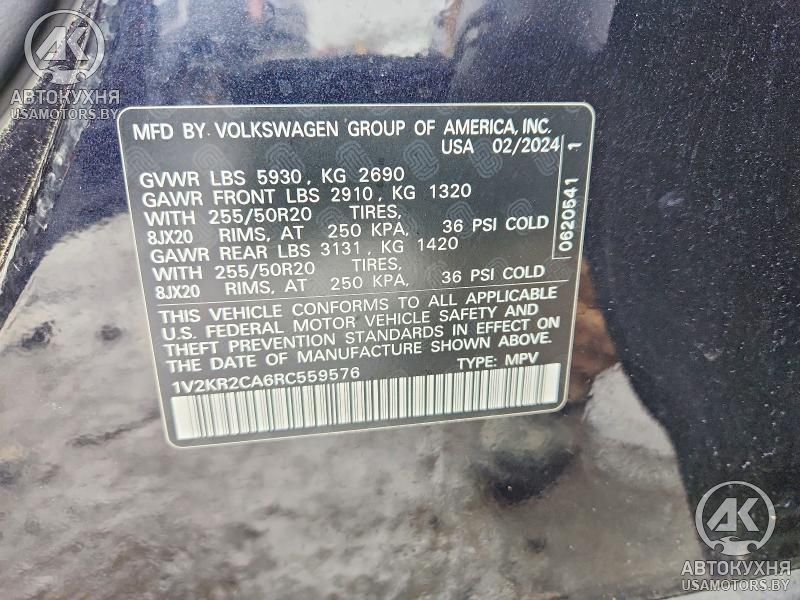 AK
АВТОКУХНЯ
USAMOTORS.BY
MFD BY VOLKSWAGEN GROUP OF AMERICA, INC.
USA 02/2024
GVWR LBS 5930 , KG 2690
GAWR FRONT LBS 2910, KG 1320
WITH 255/50R20 TIRES,
8JX20 RIMS, AT 250 KPA, 36 PSI COLD
GAWR REAR LBS 3131, KG 1420
WITH 255/50R20 TIRES,
8JX20 RIMS, AT 250 KPA, 36 PSI COLD
THIS VEHICLE CONFORMS TO ALL APPLICABLE
U.S. FEDERAL MOTOR VEHICLE SAFETY AND
THEFT PREVENTION STANDARDS IN EFFECT ON
THE DATE OF MANUFACTURE SHOWN ABOVE.
1V2KR2CA6RC559576 TYPE: MPV
0620541 1
AK
АВТОКУХНЯ
USAMOTORS.BY